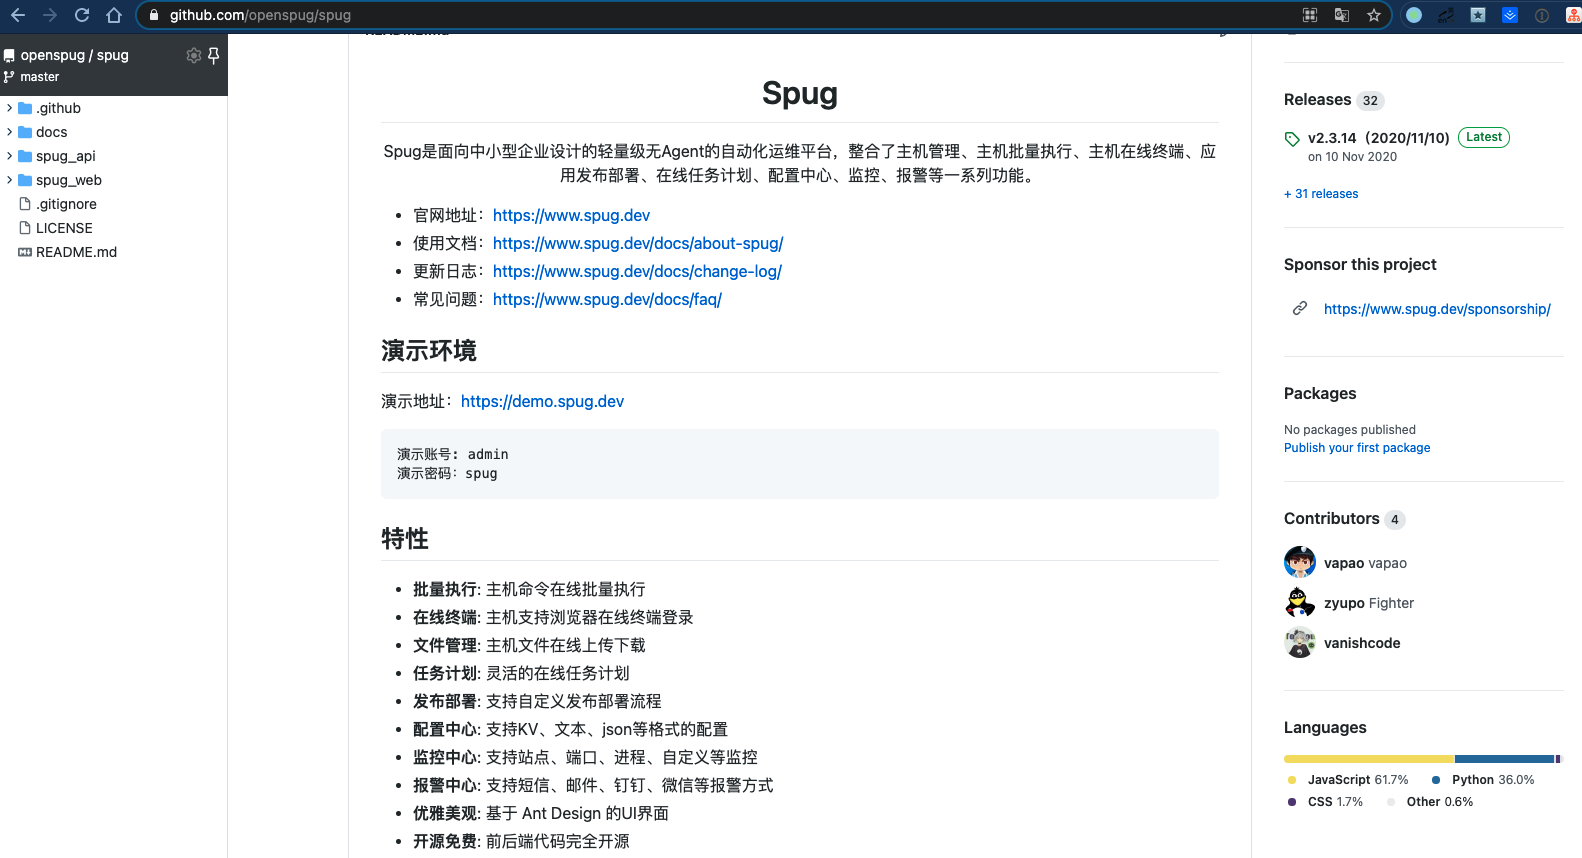 github.com/openspug/spug
openspug / spug
master
.github
docs
spug_api
spug_web
.gitignore
LICENSE
README.md
Spug
Spug是面向中小型企业设计的轻量级无Agent的自动化运维平台，整合了主机管理、主机批量执行、主机在线终端、应
用发布部署、在线任务计划、配置中心、监控、报警等一系列功能。
官网地址：https://www.spug.dev
使用文档：https://www.spug.dev/docs/about-spug/
更新日志：https://www.spug.dev/docs/change-log/
常见问题：https://www.spug.dev/docs/faq/
演示环境
演示地址：https://demo.spug.dev
演示账号: admin
演示密码：spug
特性
批量执行: 主机命令在线批量执行
在线终端: 主机支持浏览器在线终端登录
文件管理: 主机文件在线上传下载
任务计划: 灵活的在线任务计划
发布部署: 支持自定义发布部署流程
配置中心: 支持KV、文本、json等格式的配置
监控中心: 支持站点、端口、进程、自定义等监控
报警中心: 支持短信、邮件、钉钉、微信等报警方式
优雅美观: 基于 Ant Design 的UI界面
开源免费: 前后端代码完全开源
Releases 32
v2.3.14（2020/11/10) Latest
on 10 Nov 2020
+ 31 releases
Sponsor this project
https://www.spug.dev/sponsorship/
Packages
No packages published
Publish your first package
Contributors 4
vapao vapao
zyupo Fighter
vanishcode
Languages
JavaScript 61.7% Python 36.0%
CSS 1.7% Other 0.6%